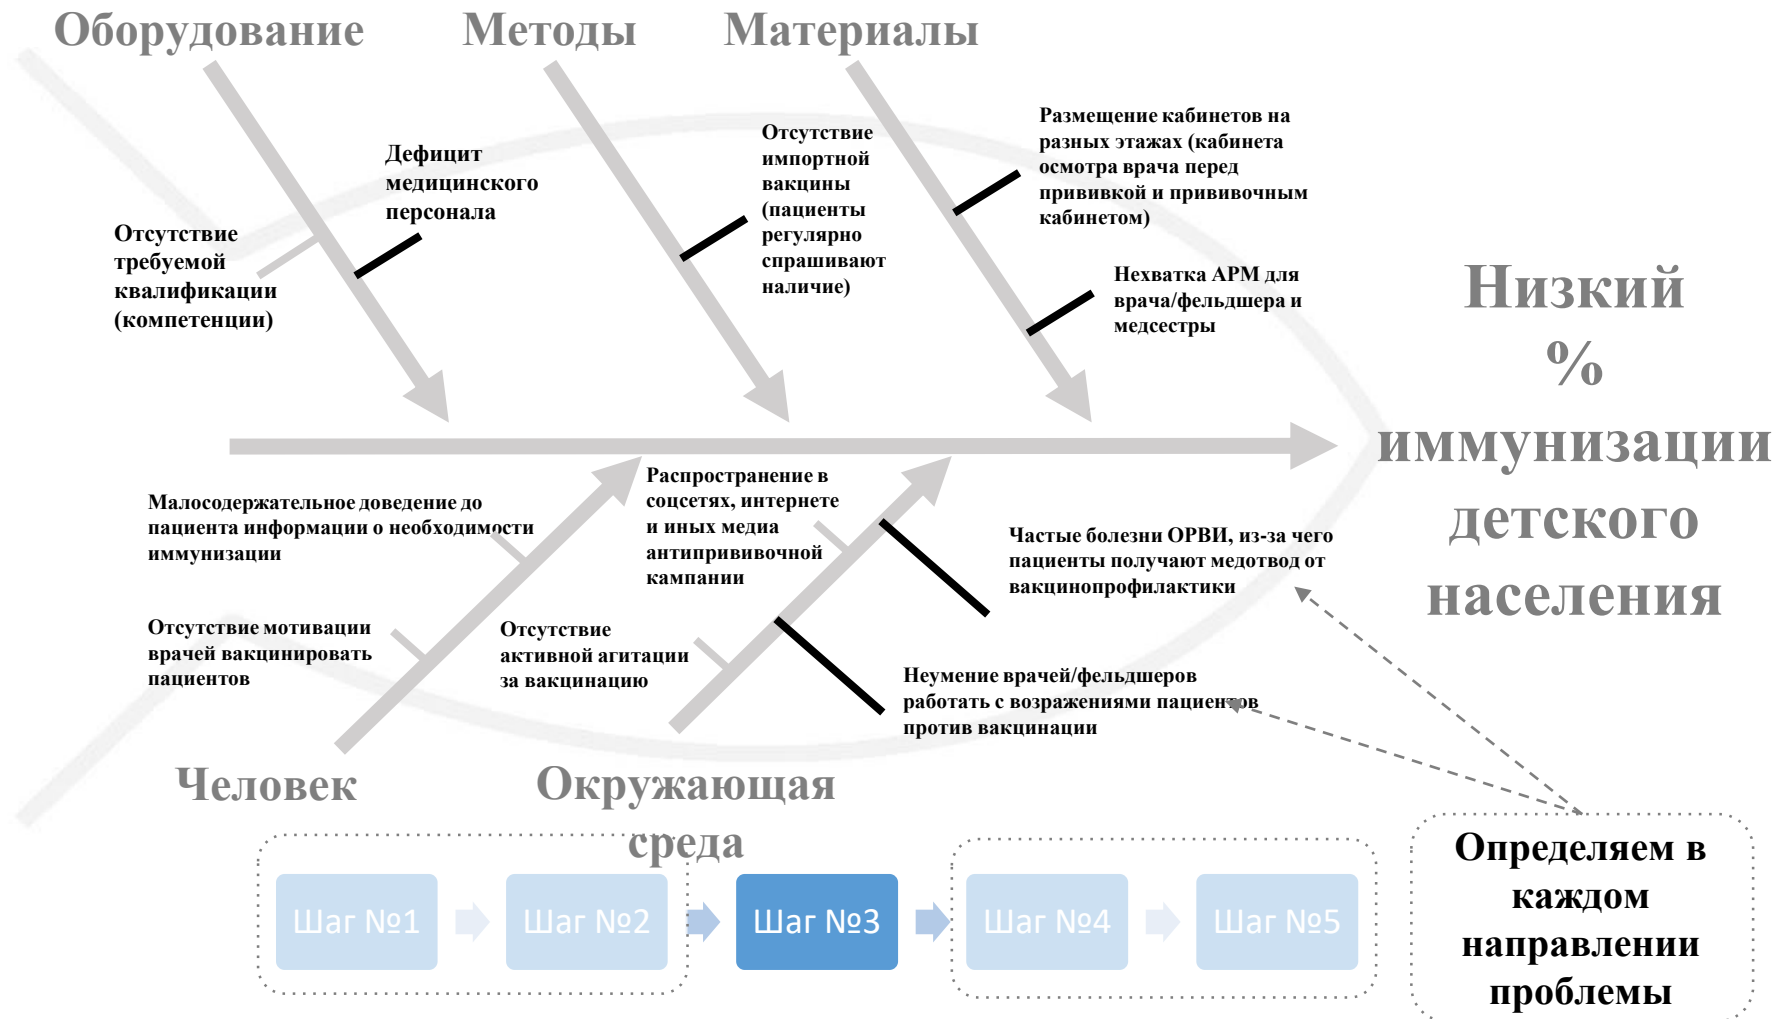 Оборудование
Методы
Материалы
Отсутствие
требуемой
квалификации
(компетенции)
Дефицит
медицинского
персонала
Отсутствие
импортной
вакцины
(пациенты
регулярно
спрашивают
наличие)
Размещение кабинетов на
разных этажах (кабинета
осмотра врача перед
прививкой и прививочным
кабинетом)
Нехватка АРМ для
врача/фельдшера и
медсестры
Низкий
%
иммунизации
детского
населения
Малосодержательное доведение до
пациента информации о необходимости
иммунизации
Распространение в
соцсетях, интернете
и иных медиа
антипрививочной
кампании
Частые болезни ОРВИ, из-за чего
пациенты получают медотвод от
вакцинопрофилактики
Отсутствие мотивации
врачей вакцинировать
пациентов
Отсутствие
активной агитации
за вакцинацию
Неумение врачей/фельдшеров
работать с возражениями пациентов
против вакцинации
Человек
Окружающая
среда
Шаг №1
Шаг №2
Шаг №3
Шаг №4
Шаг №5
Определяем в
каждом
направлении
проблемы